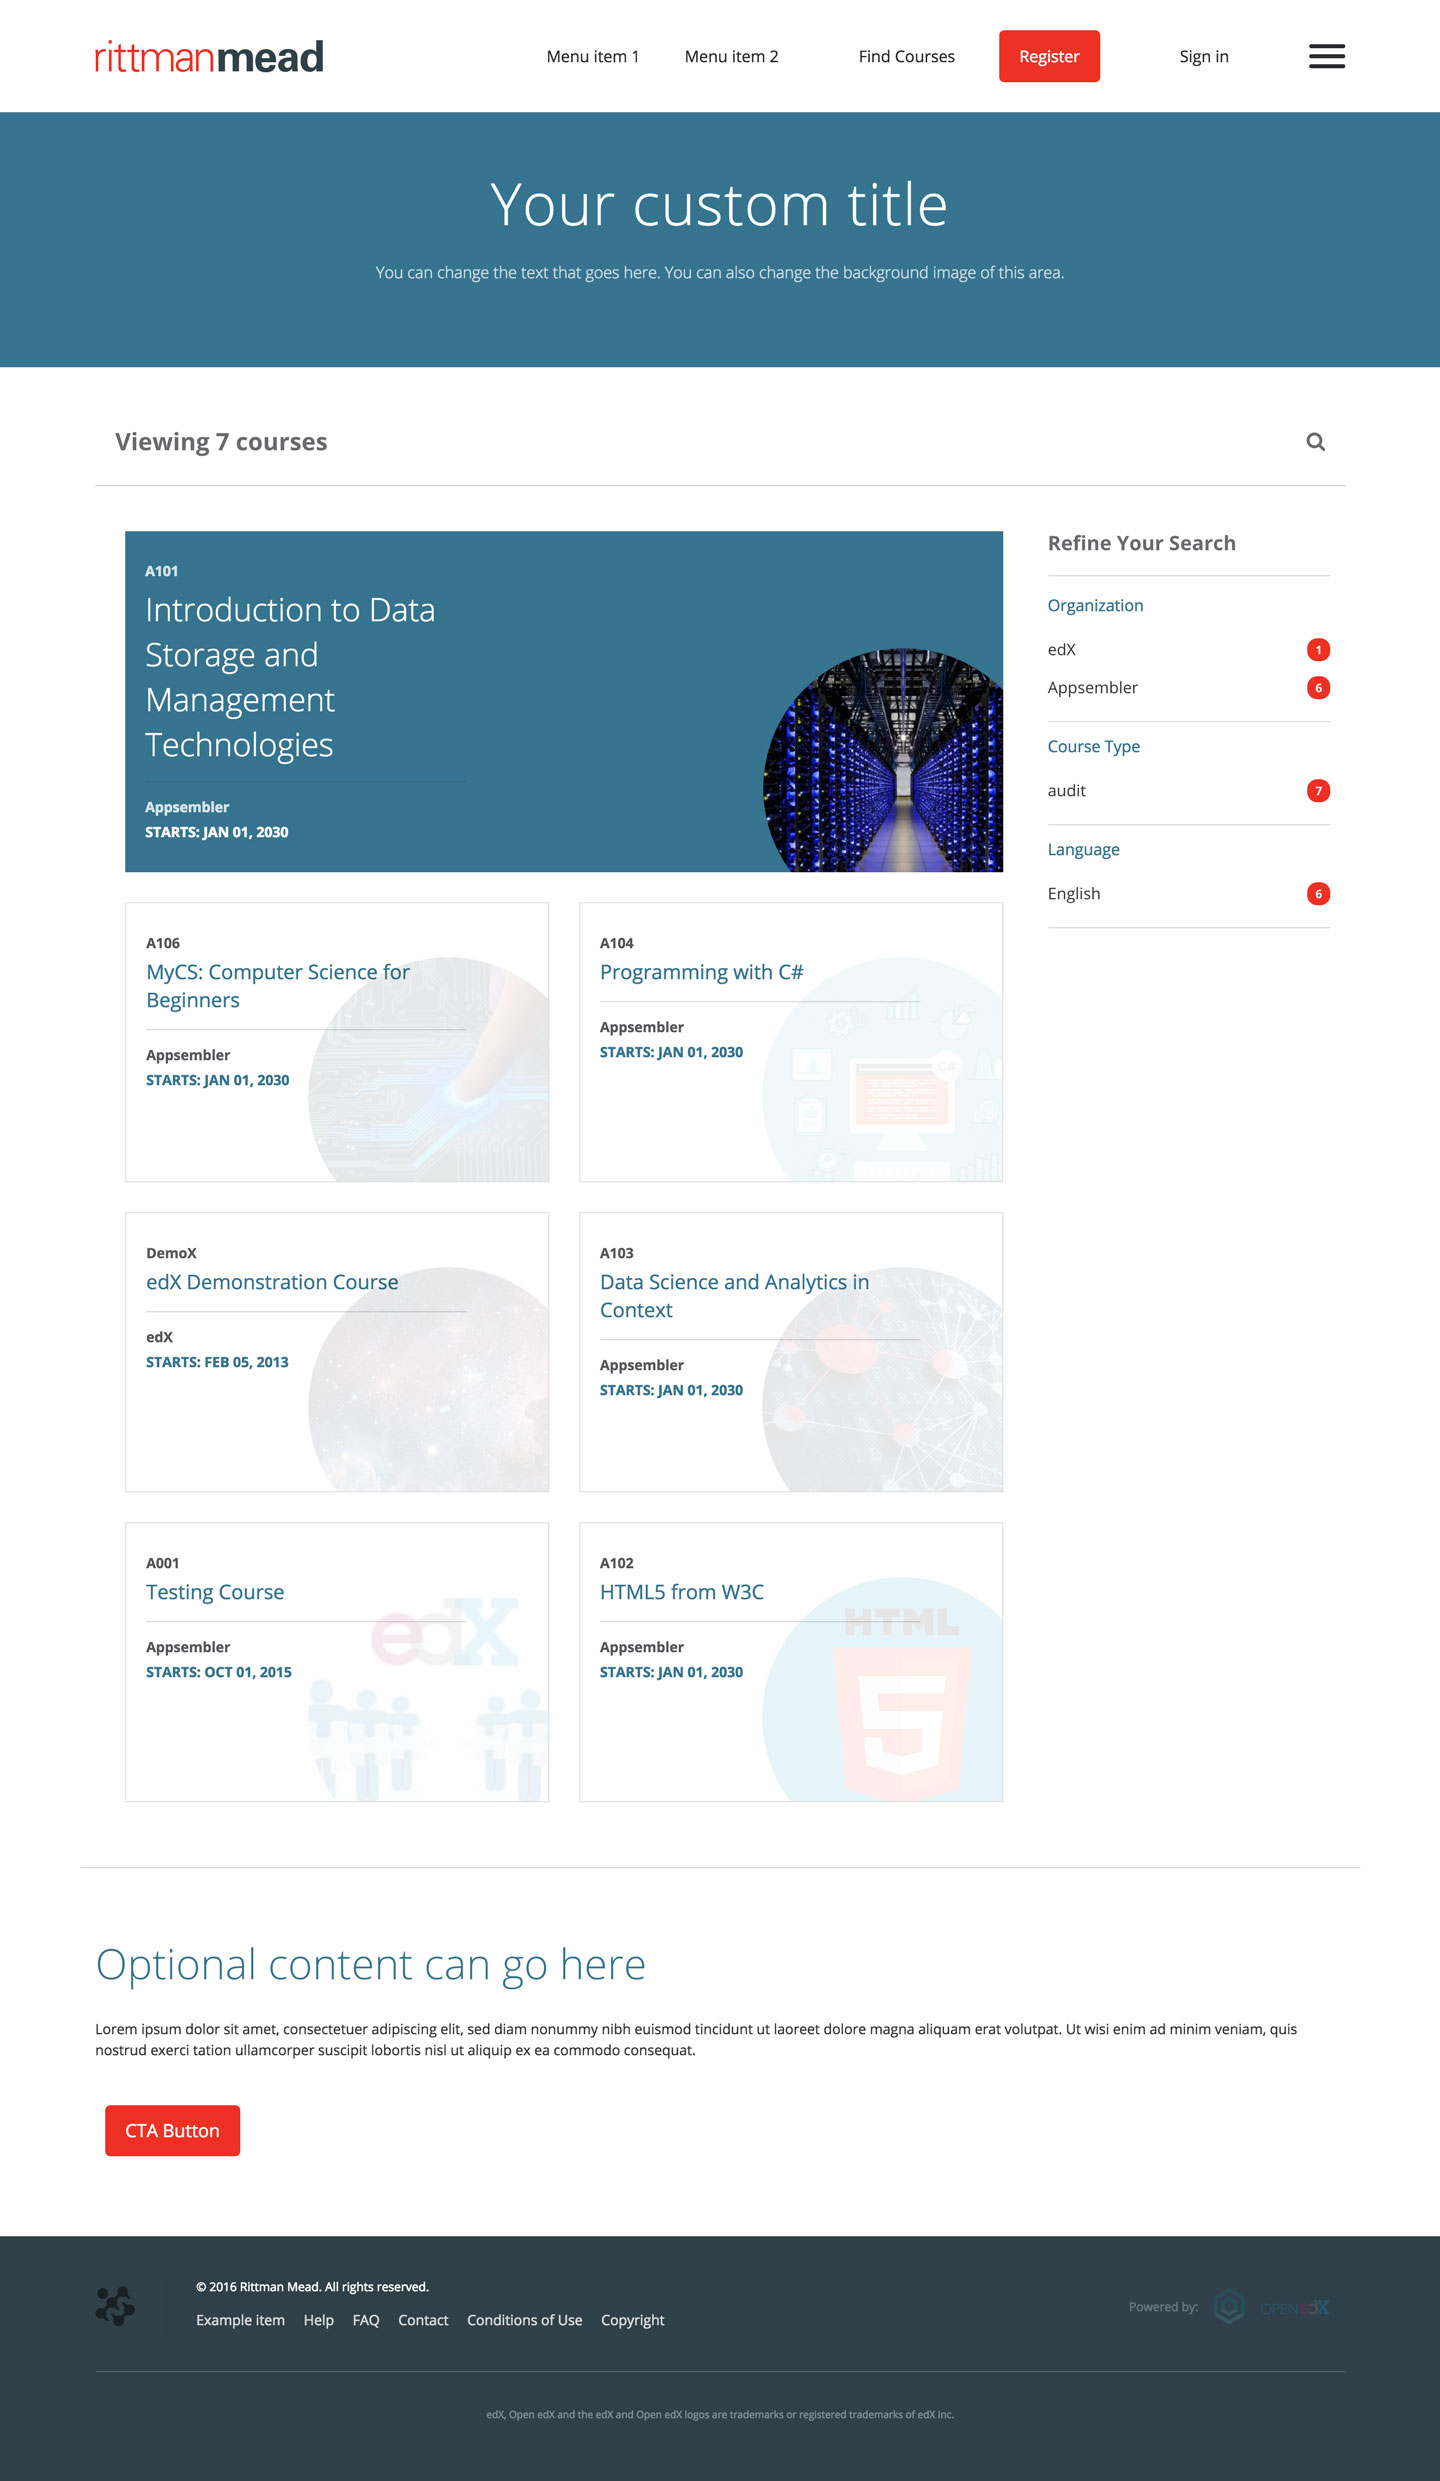 rittmanmead
Menu item 1
Menu item 2
Find Courses
Register
Sign in
Your custom title
You can change the text that goes here. You can also change the background image of this area.
Viewing 7 courses
A101
Introduction to Data
Storage and
Management
Technologies
Appsembler
STARTS: JAN 01, 2030
Refine Your Search
Organization
edX 1
Appsembler 6
Course Type
audit 7
Language
English 6
A106
MyCS: Computer Science for
Beginners
Appsembler
STARTS: JAN 01, 2030
A104
Programming with C#
Appsembler
STARTS: JAN 01, 2030
C#
DemoX
edX Demonstration Course
edX
STARTS: FEB 05, 2013
A103
Data Science and Analytics in
Context
Appsembler
STARTS: JAN 01, 2030
A001
Testing Course
Appsembler
STARTS: OCT 01, 2015
edX
A102
HTML5 from W3C
Appsembler
STARTS: JAN 01, 2030
HTML
5
Optional content can go here
Lorem ipsum dolor sit amet, consectetuer adipiscing elit, sed diam nonummy nibh euismod tincidunt ut laoreet dolore magna aliquam erat volutpat. Ut wisi enim ad minim veniam, quis
nostrud exerci tation ullamcorper suscipit lobortis nisl ut aliquip ex ea commodo consequat.
CTA Button
© 2016 Rittman Mead. All rights reserved.
Example item Help FAQ Contact Conditions of Use Copyright
Powered by:
OPEN edX
edX, Open edX and the edX and Open edX logos are trademarks or registered trademarks of edX Inc.